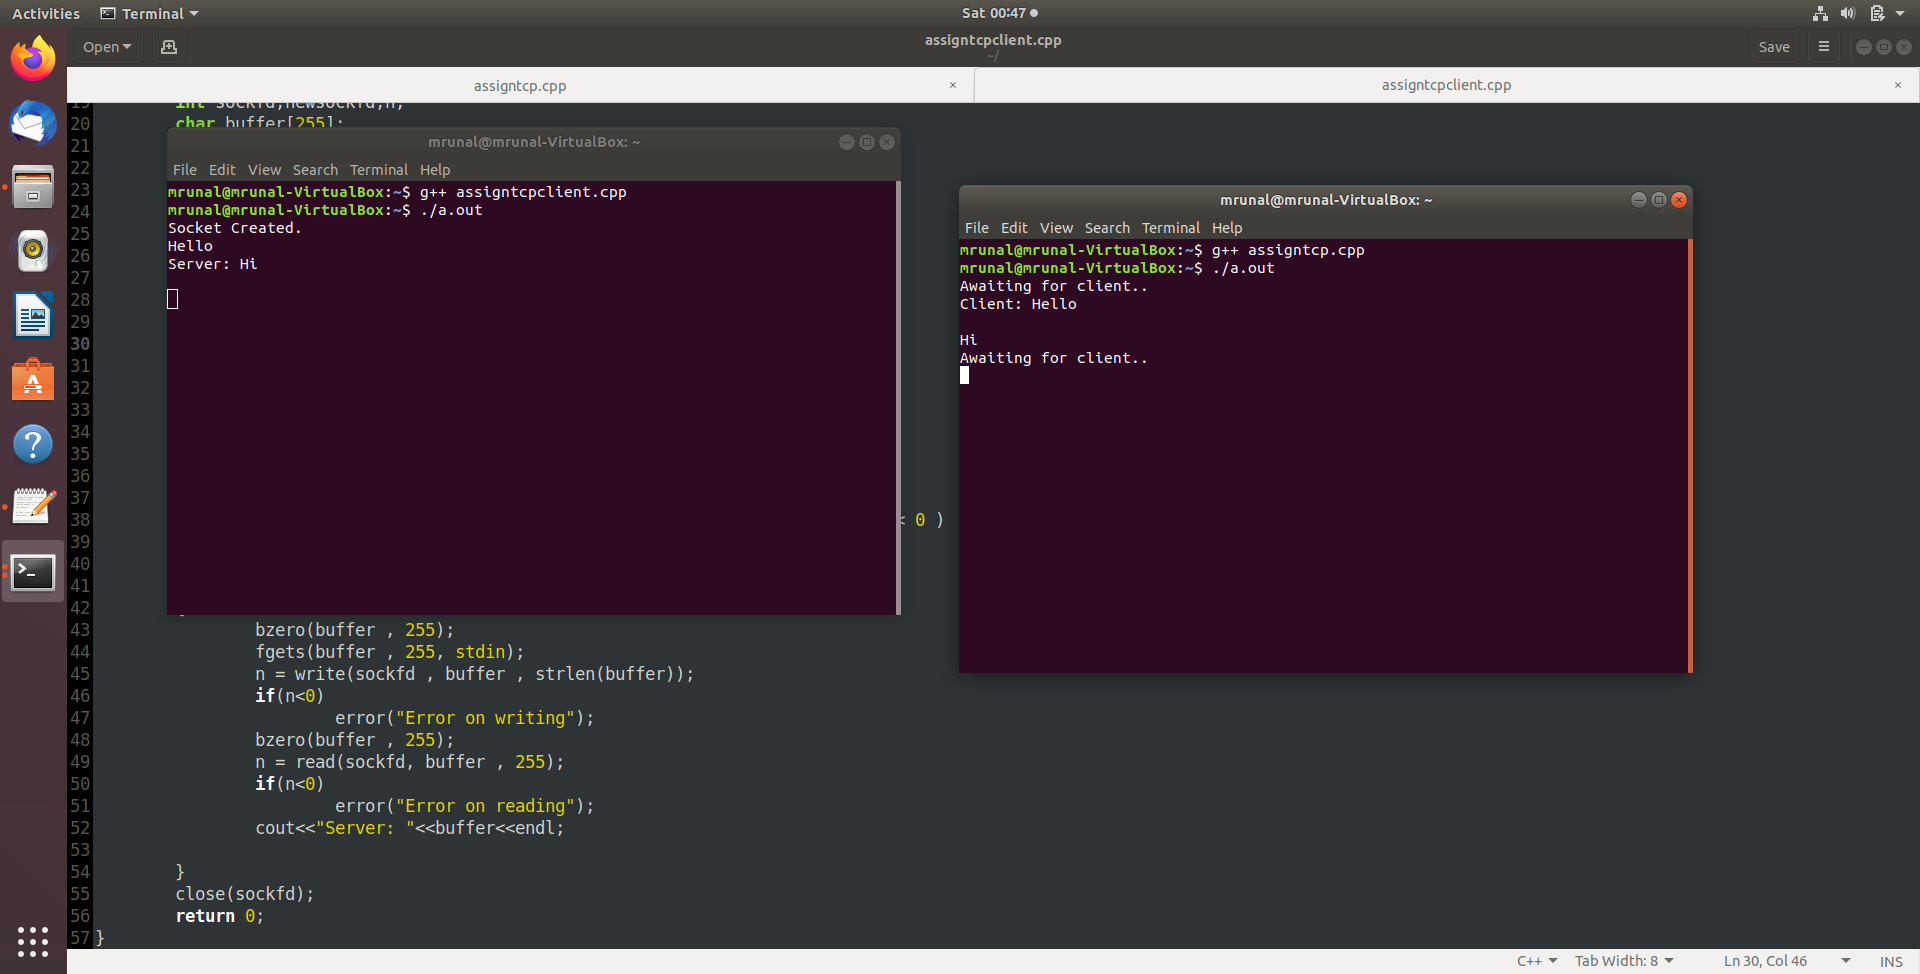 Activities Terminal Sat 00:47
Open assigntcpclient.cpp Save
~/
assigntcp.cpp × assigntcpclient.cpp ×
19 int sockfd,newsockfd,n;
20 char buffer[255];
21
22
23
24
25
26
27
28
29
30
31
32
33
34
35
36
37
38 < 0 )
39
40
41
42
43 bzero(buffer , 255);
44 fgets(buffer , 255, stdin);
45 n = write(sockfd , buffer , strlen(buffer));
46 if(n<0)
47 error("Error on writing");
48 bzero(buffer , 255);
49 n = read(sockfd, buffer , 255);
50 if(n<0)
51 error("Error on reading");
52 cout<<"Server: "<<buffer<<endl;
53
54 }
55 close(sockfd);
56 return 0;
57 }
mrunal@mrunal-VirtualBox: ~
File Edit View Search Terminal Help
mrunal@mrunal-VirtualBox:~$ g++ assigntcpclient.cpp
mrunal@mrunal-VirtualBox:~$ ./a.out
Socket Created.
Hello
Server: Hi
mrunal@mrunal-VirtualBox: ~
File Edit View Search Terminal Help
mrunal@mrunal-VirtualBox:~$ g++ assigntcp.cpp
mrunal@mrunal-VirtualBox:~$ ./a.out
Awaiting for client..
Client: Hello
Hi
Awaiting for client..
C++ Tab Width: 8 Ln 30, Col 46 INS